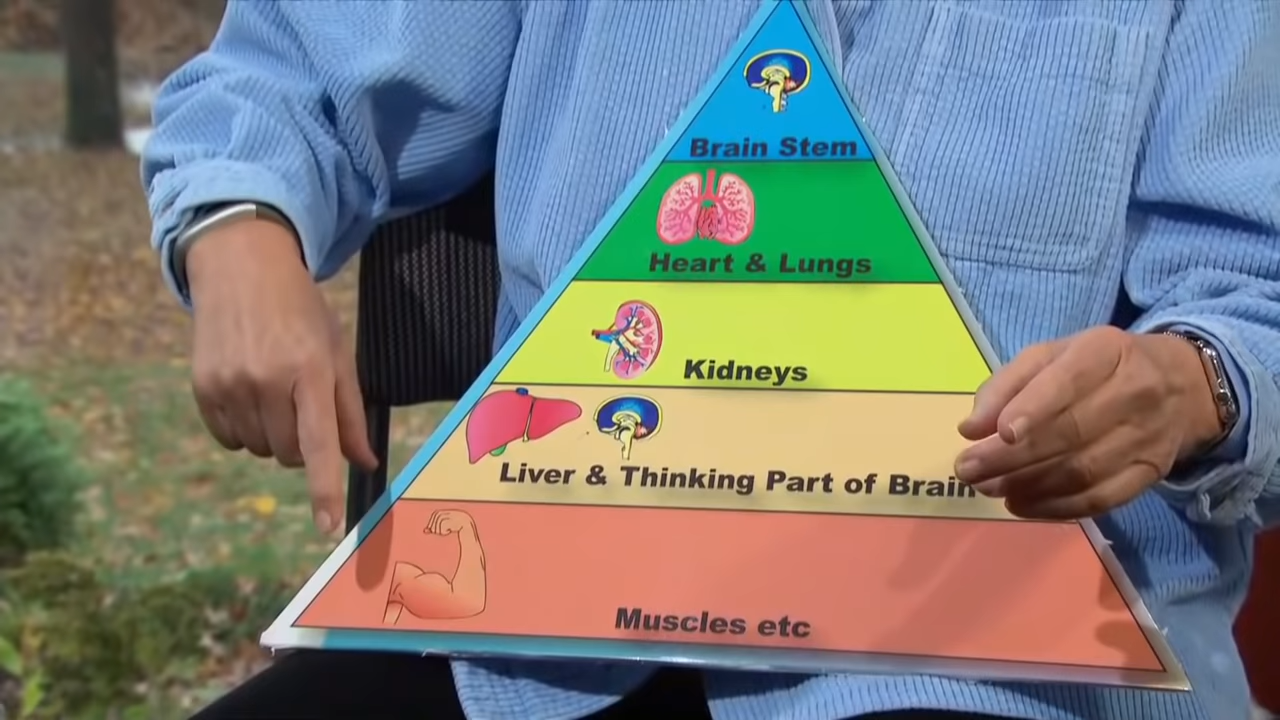 Brain Stem
Heart & Lungs
Kidneys
Liver & Thinking Part of Brain
Muscles etc